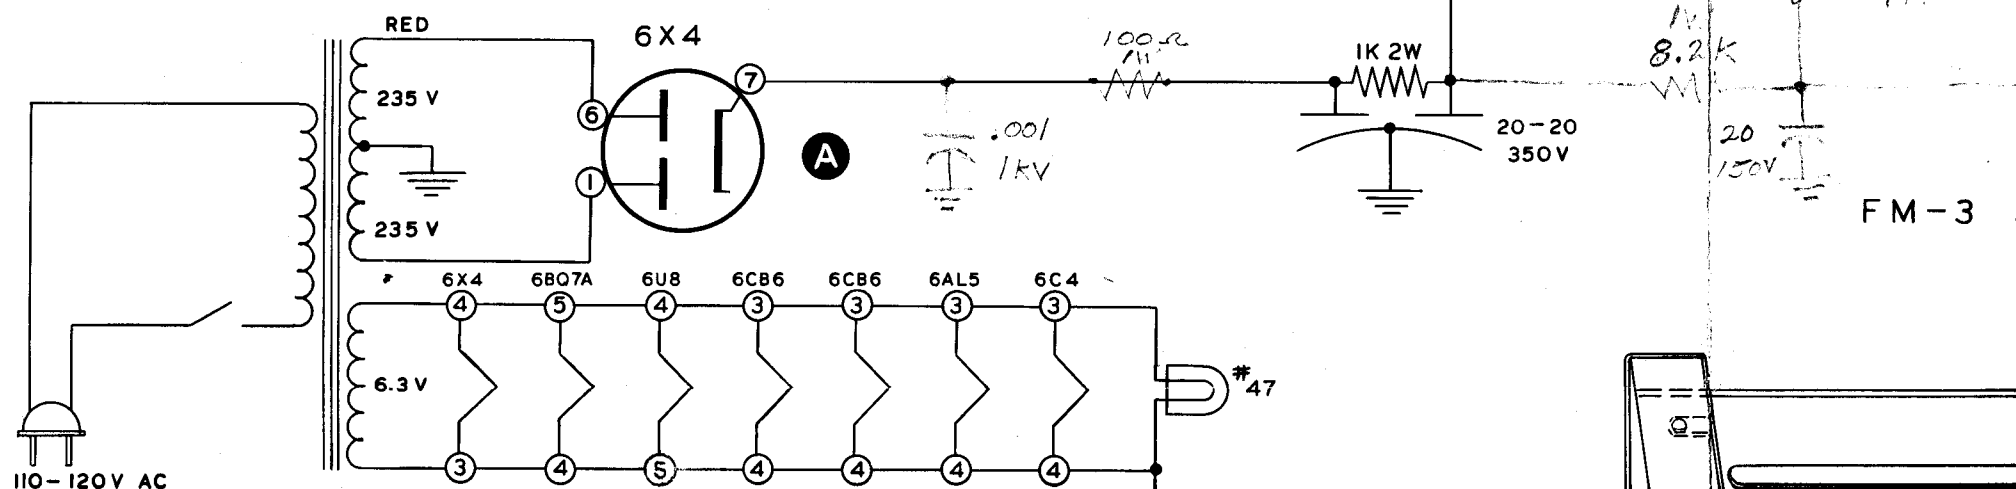 RED
6X4
7
100Ω
1K 2W
8.2K
235 V
6
A
.001
1KV
20-20
350V
20
150V
1
FM-3
235 V
6X4
6BQ7A
6U8
6CB6
6CB6
6AL5
6C4
4
5
4
3
3
3
3
6.3 V
#47
3
4
5
4
4
4
4
110-120V AC